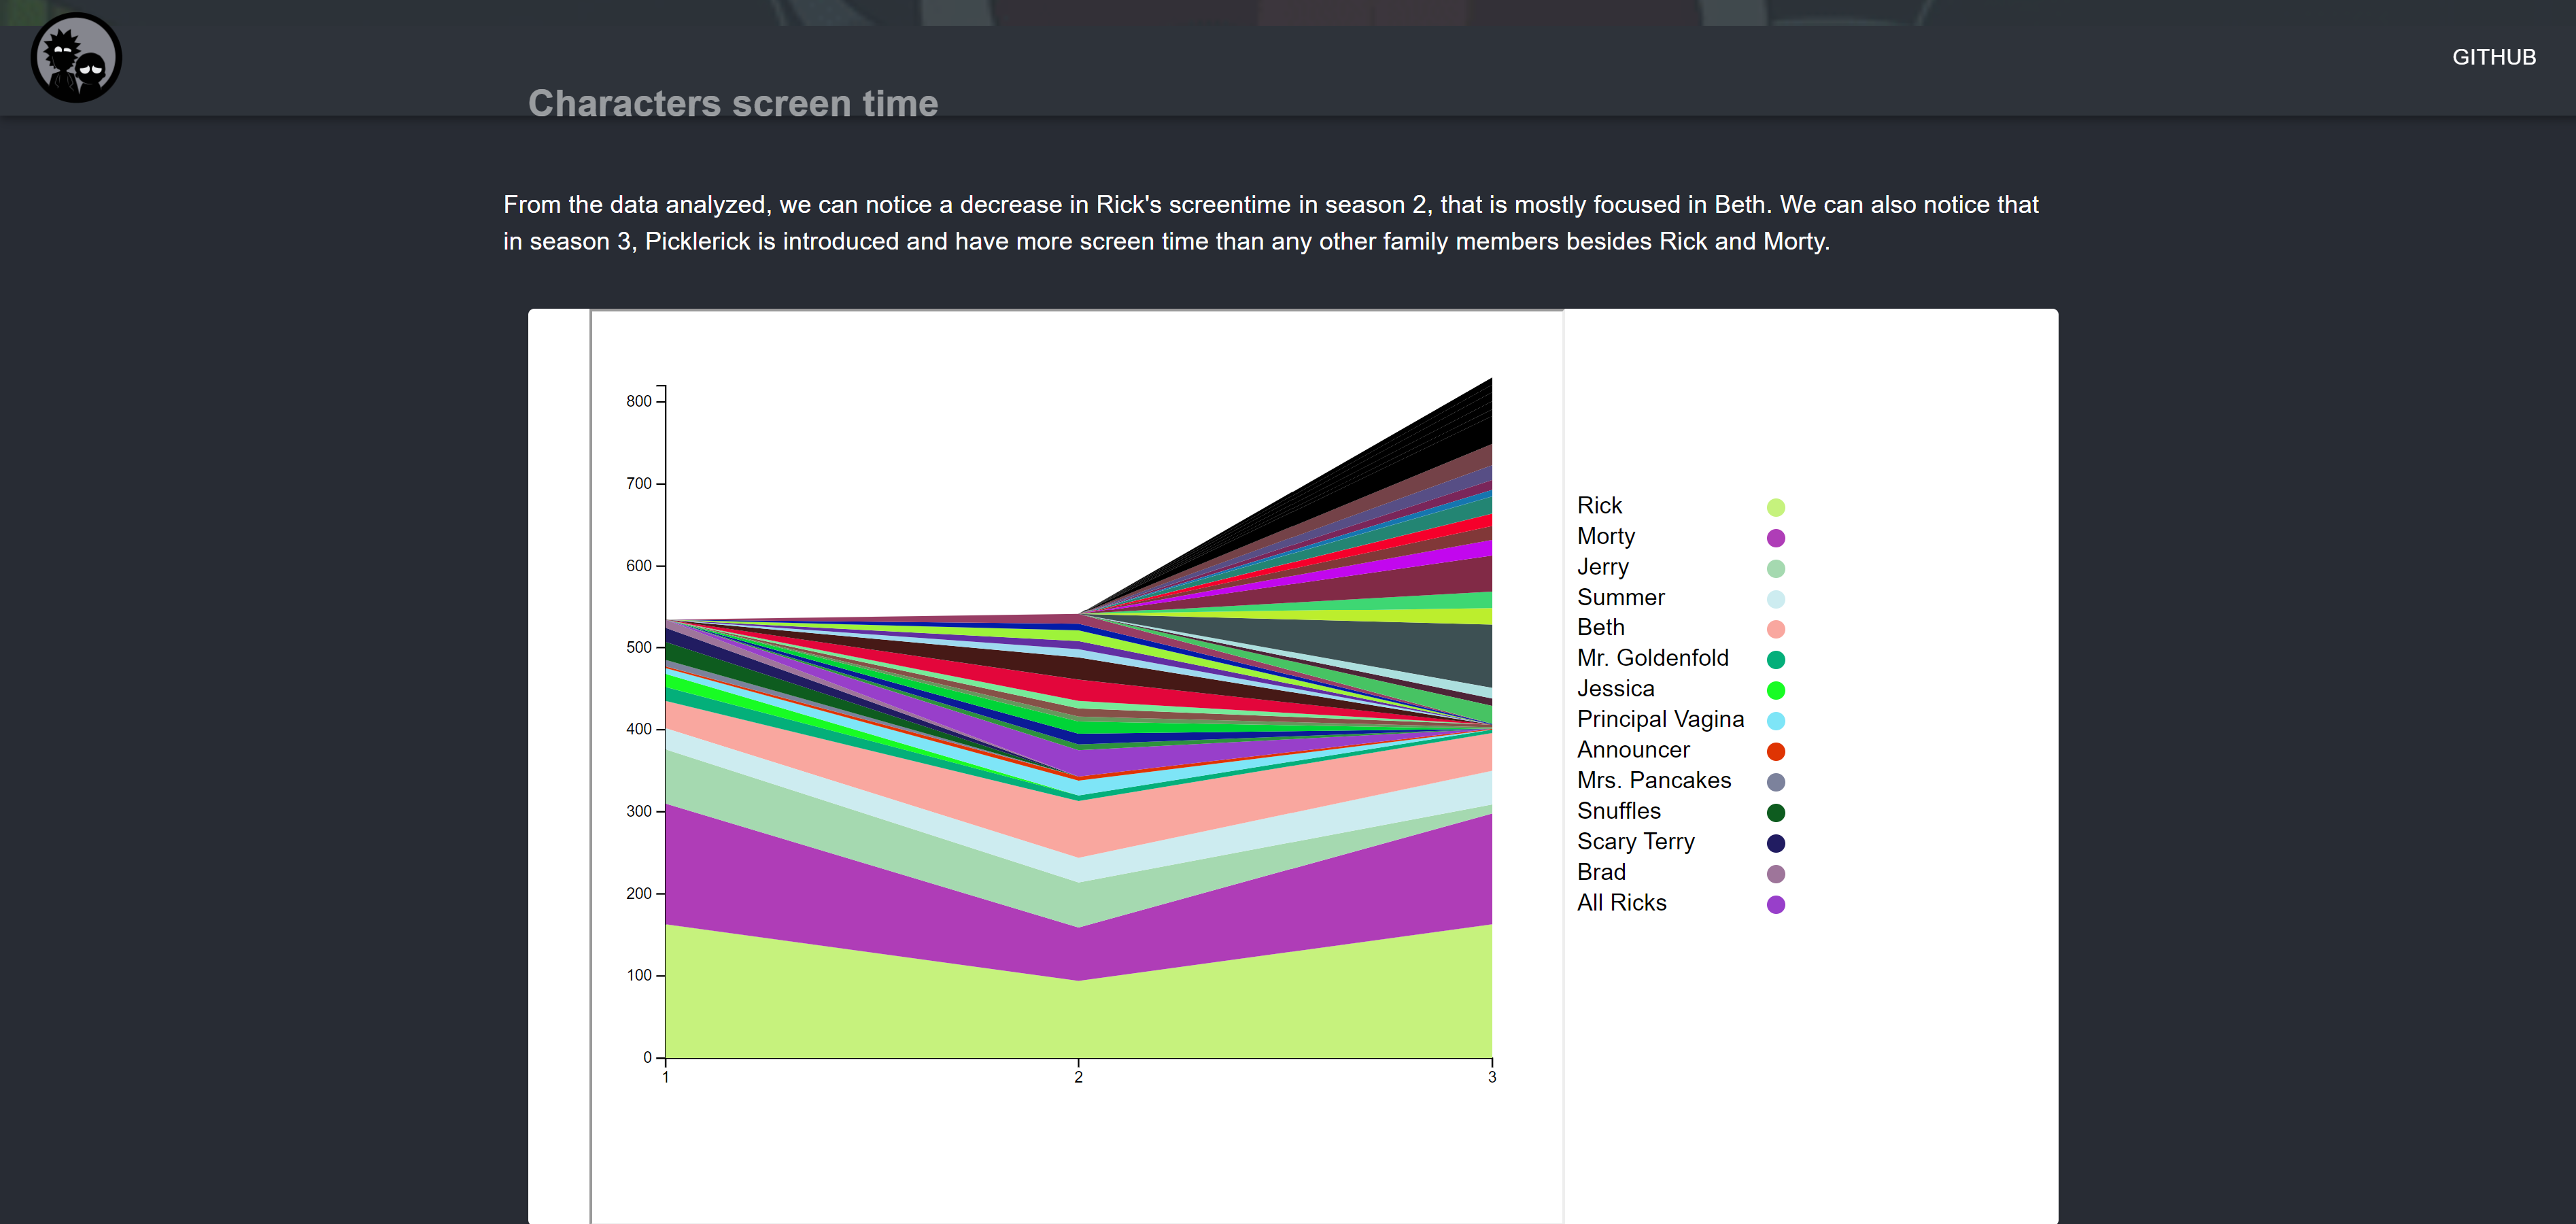 GITHUB
Characters screen time
From the data analyzed, we can notice a decrease in Rick's screentime in season 2, that is mostly focused in Beth. We can also notice that
in season 3, Picklerick is introduced and have more screen time than any other family members besides Rick and Morty.
800
700
600
500
400
300
200
100
0
1
2
3
Rick
Morty
Jerry
Summer
Beth
Mr. Goldenfold
Jessica
Principal Vagina
Announcer
Mrs. Pancakes
Snuffles
Scary Terry
Brad
All Ricks